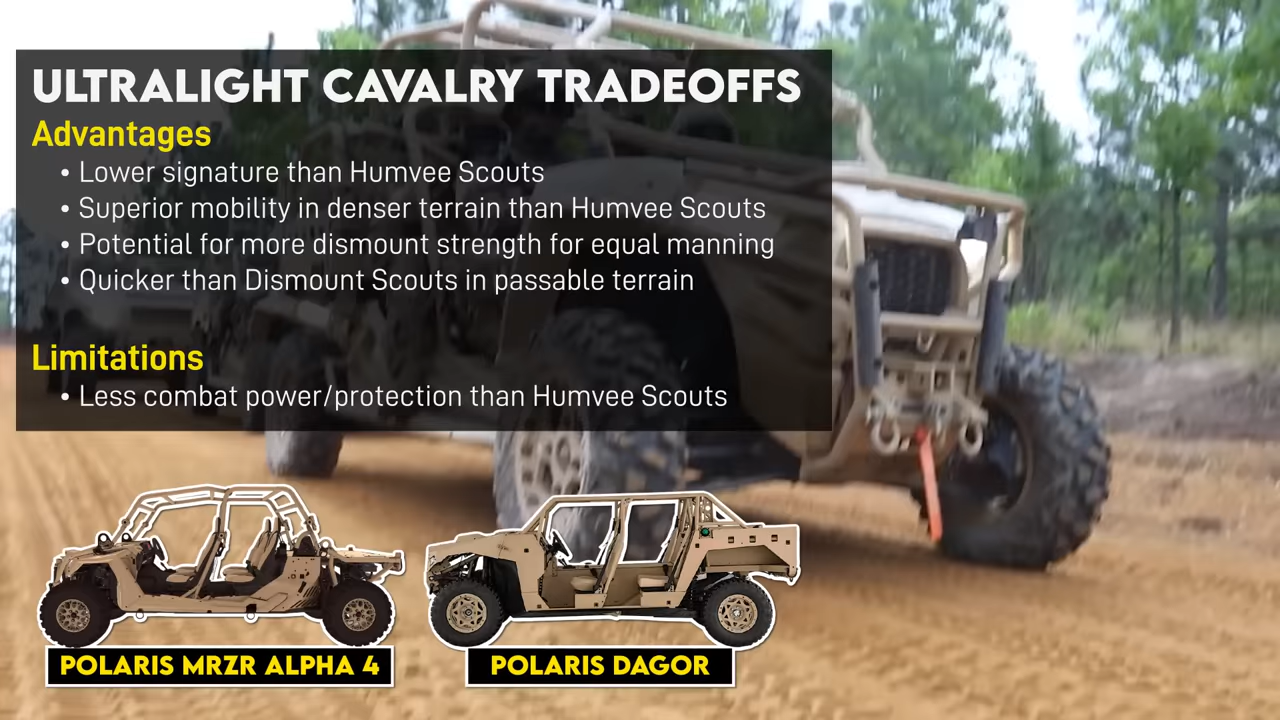 ULTRALIGHT CAVALRY TRADEOFFS
Advantages
• Lower signature than Humvee Scouts
• Superior mobility in denser terrain than Humvee Scouts
• Potential for more dismount strength for equal manning
• Quicker than Dismount Scouts in passable terrain
Limitations
• Less combat power/protection than Humvee Scouts
POLARIS MRZR ALPHA 4
POLARIS DAGOR